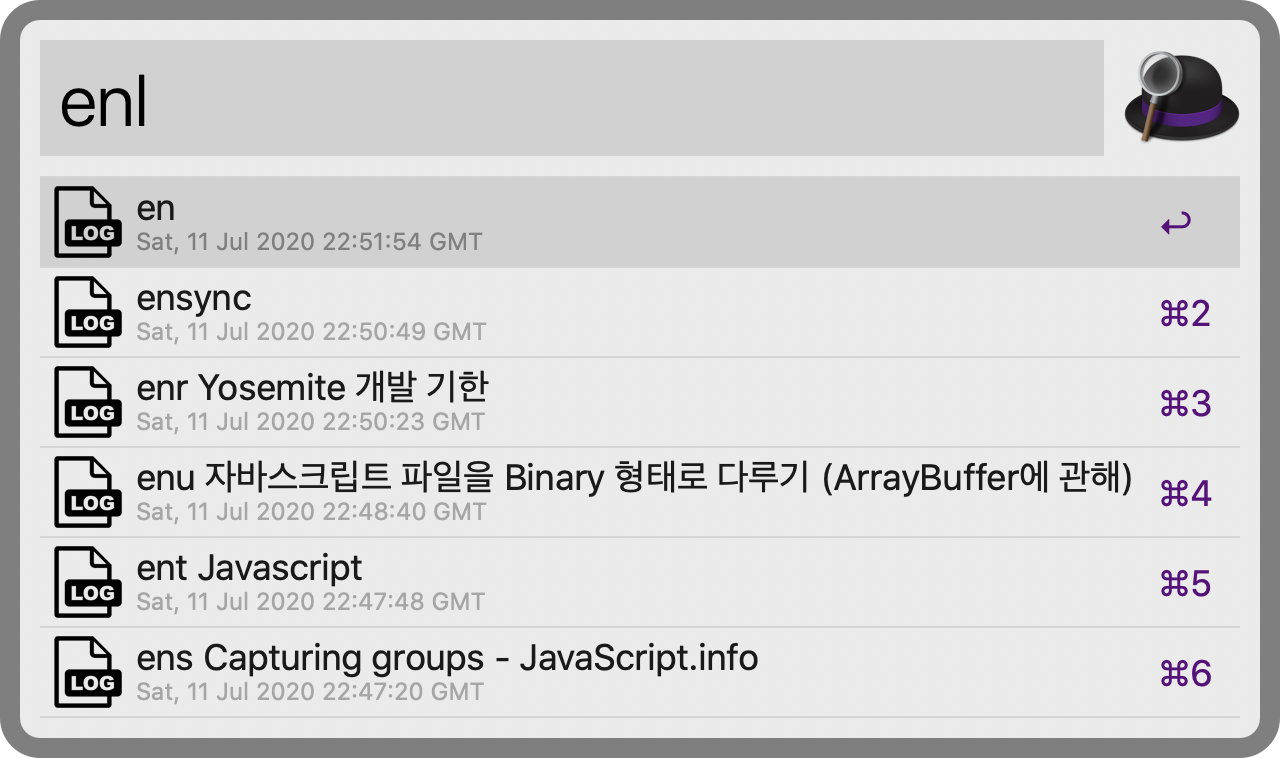 enl
LOG
en
Sat, 11 Jul 2020 22:51:54 GMT
↩
LOG
ensync
Sat, 11 Jul 2020 22:50:49 GMT
⌘2
LOG
enr Yosemite 개발 기한
Sat, 11 Jul 2020 22:50:23 GMT
⌘3
LOG
enu 자바스크립트 파일을 Binary 형태로 다루기 (ArrayBuffer에 관해)
Sat, 11 Jul 2020 22:48:40 GMT
⌘4
LOG
ent Javascript
Sat, 11 Jul 2020 22:47:48 GMT
⌘5
LOG
ens Capturing groups - JavaScript.info
Sat, 11 Jul 2020 22:47:20 GMT
⌘6